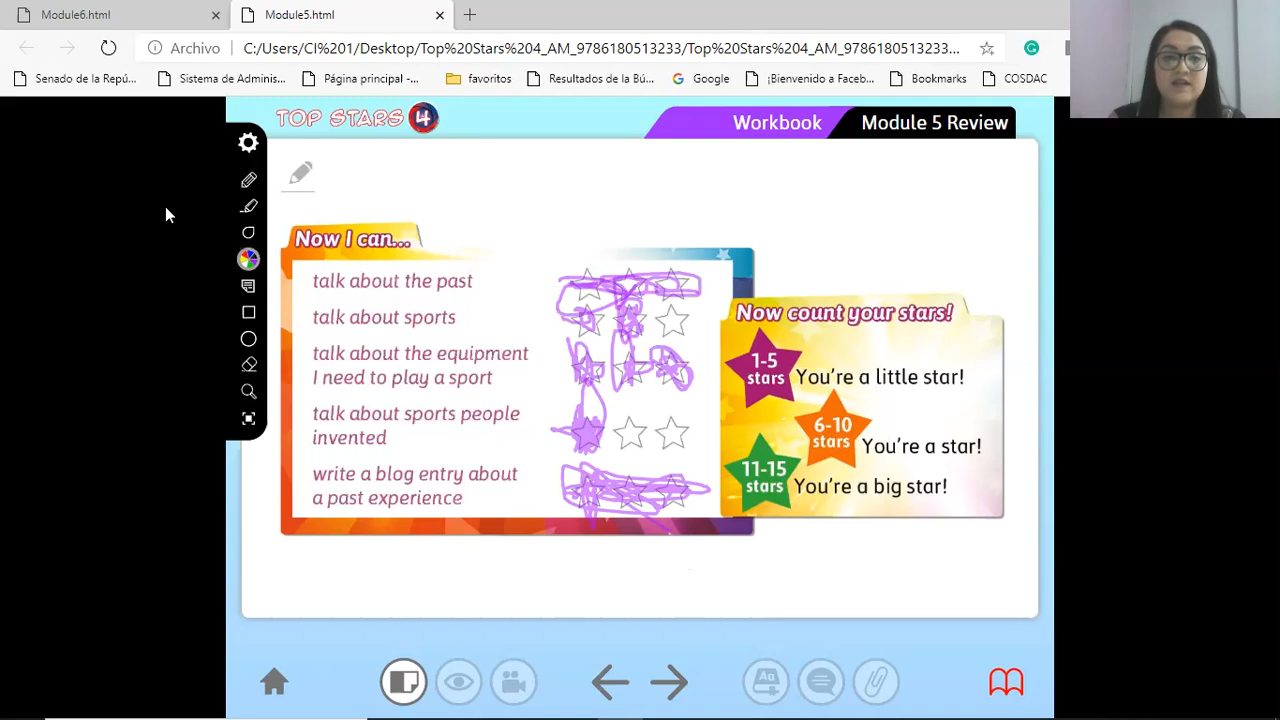 Module6.html
Module5.html
Archivo
C:/Users/CI%201/Desktop/Top%20Stars%204_AM_9786180513233/Top%20Stars%204_AM_9786180513233...
Senado de la Repú...
Sistema de Adminis...
Página principal -...
favoritos
Resultados de la Bú...
Google
¡Bienvenido a Faceb...
Bookmarks
COSDAC
TOP STARS 4
Workbook
Module 5 Review
Now I can...
talk about the past
talk about sports
talk about the equipment
I need to play a sport
talk about sports people
invented
write a blog entry about
a past experience
Now count your stars!
1-5
stars
You're a little star!
6-10
stars
You're a star!
11-15
stars
You're a big star!
Aa